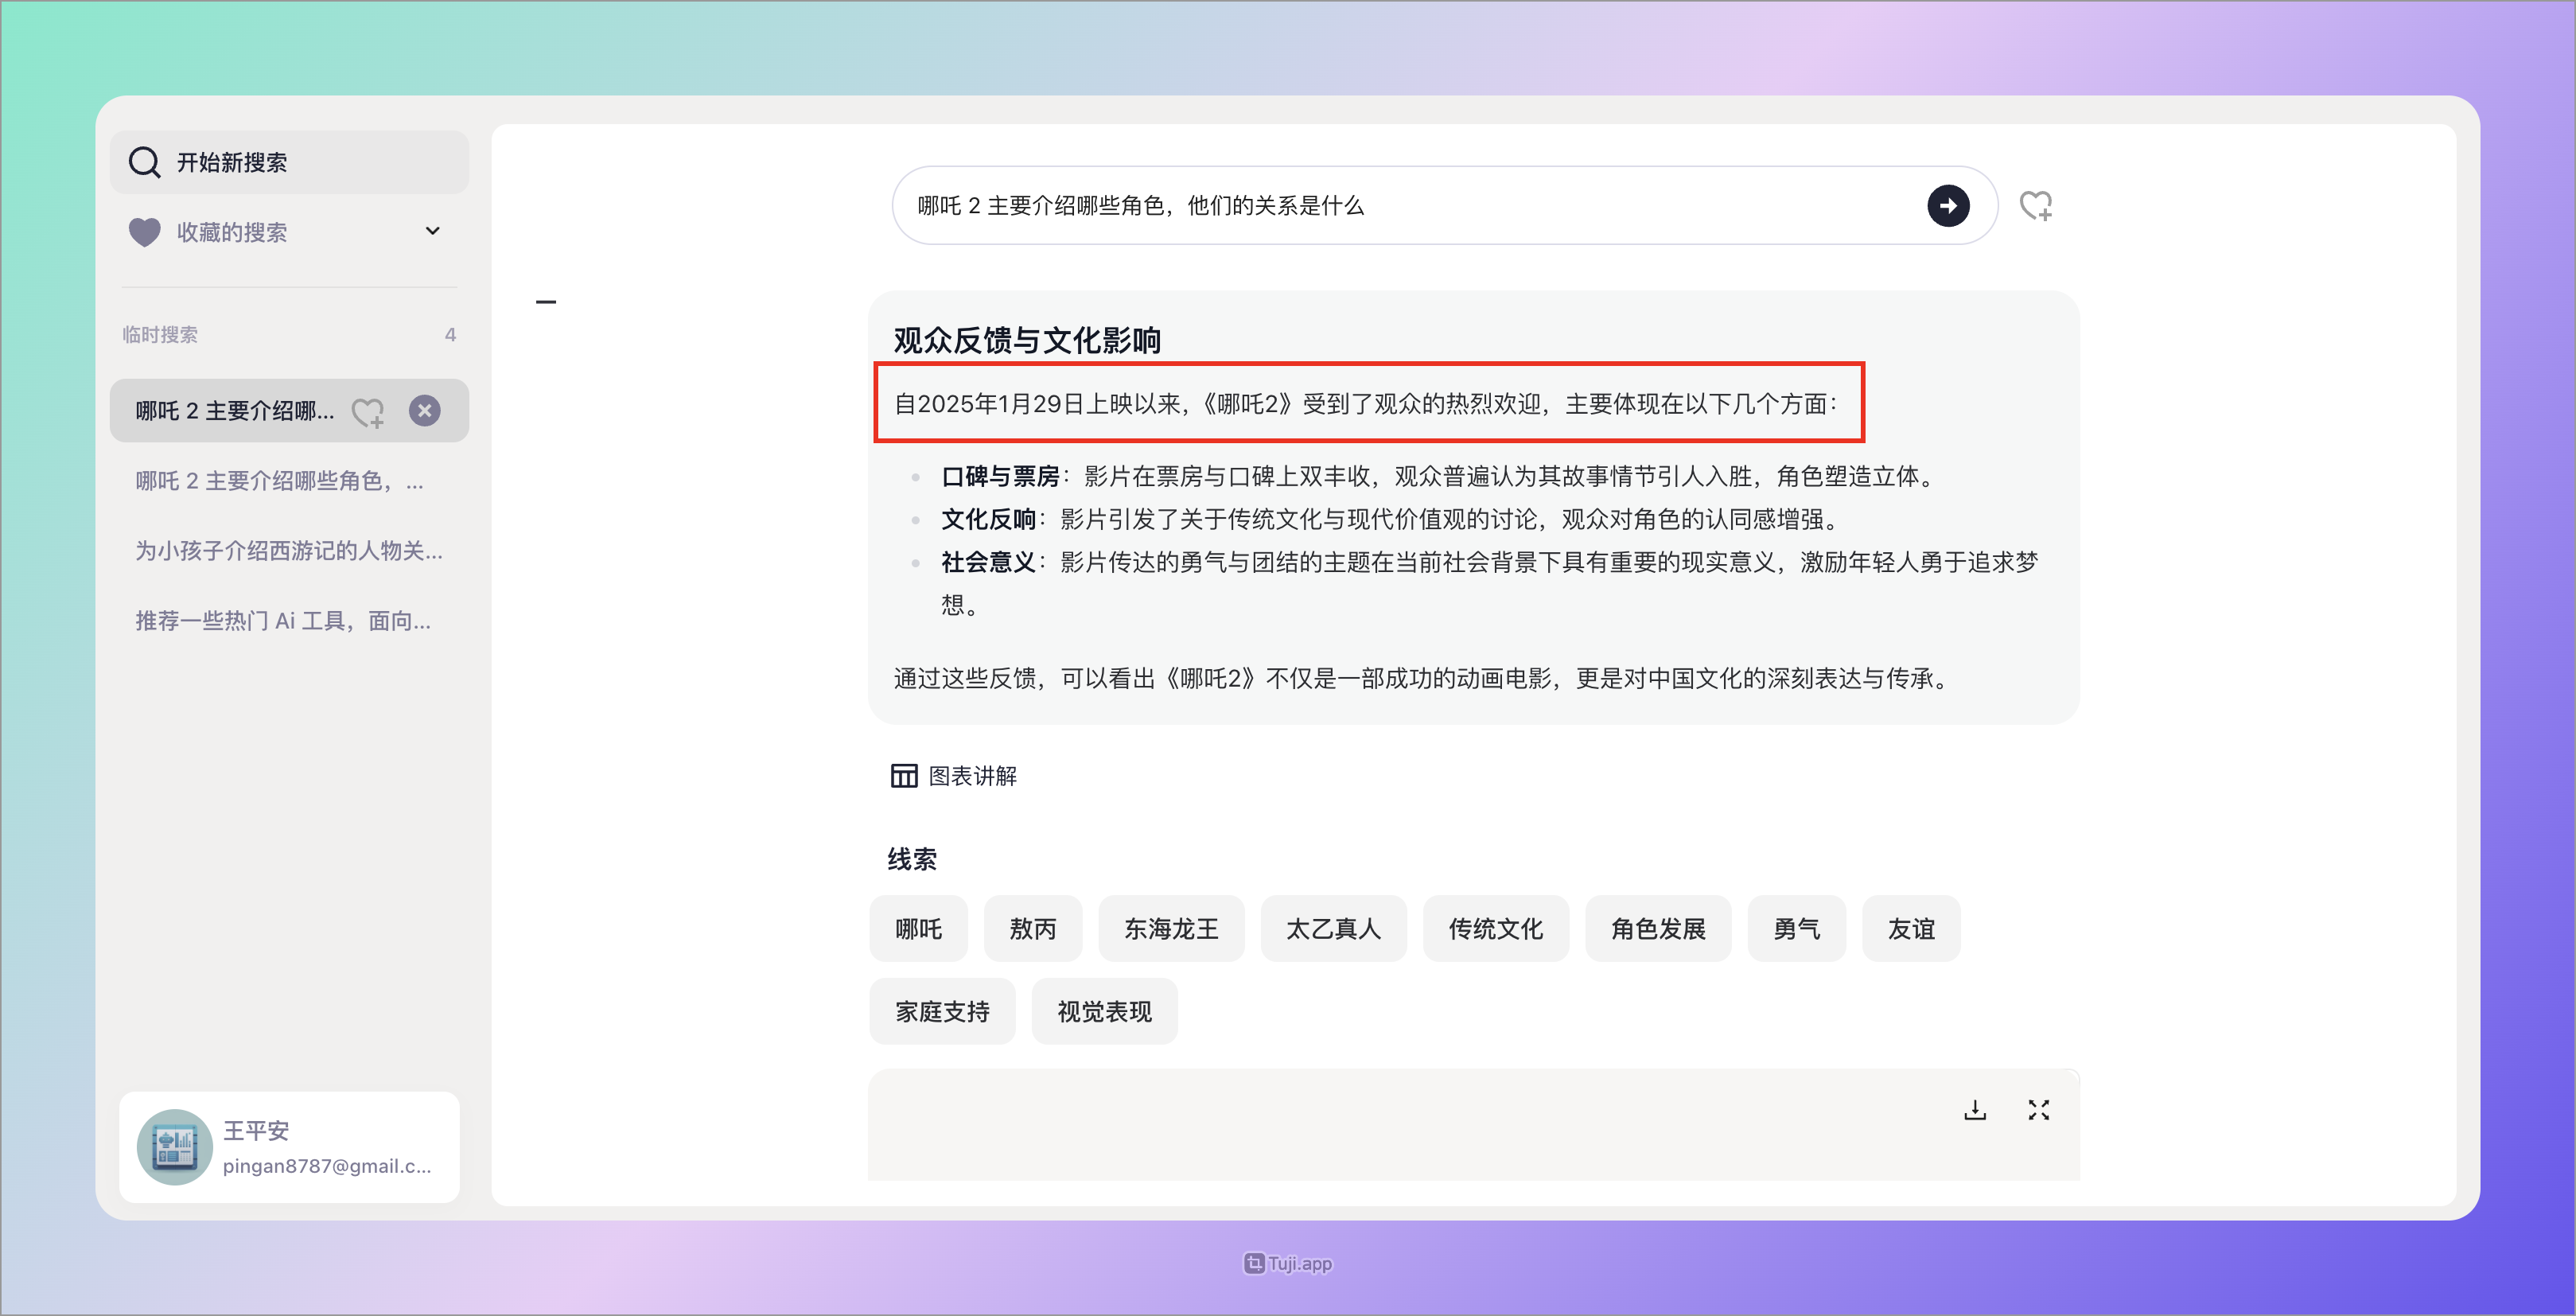 开始新搜索
收藏的搜索
临时搜索 4
哪吒 2 主要介绍哪...
哪吒 2 主要介绍哪些角色，...
为小孩子介绍西游记的人物关...
推荐一些热门 Ai 工具，面向...
王平安
pingan8787@gmail.c...
哪吒 2 主要介绍哪些角色，他们的关系是什么
观众反馈与文化影响
自2025年1月29日上映以来，《哪吒2》受到了观众的热烈欢迎，主要体现在以下几个方面：
口碑与票房：影片在票房与口碑上双丰收，观众普遍认为其故事情节引人入胜，角色塑造立体。
文化反响：影片引发了关于传统文化与现代价值观的讨论，观众对角色的认同感增强。
社会意义：影片传达的勇气与团结的主题在当前社会背景下具有重要的现实意义，激励年轻人勇于追求梦
想。
通过这些反馈，可以看出《哪吒2》不仅是一部成功的动画电影，更是对中国文化的深刻表达与传承。
图表讲解
线索
哪吒 敖丙 东海龙王 太乙真人 传统文化 角色发展 勇气 友谊
家庭支持 视觉表现
Tuji.app